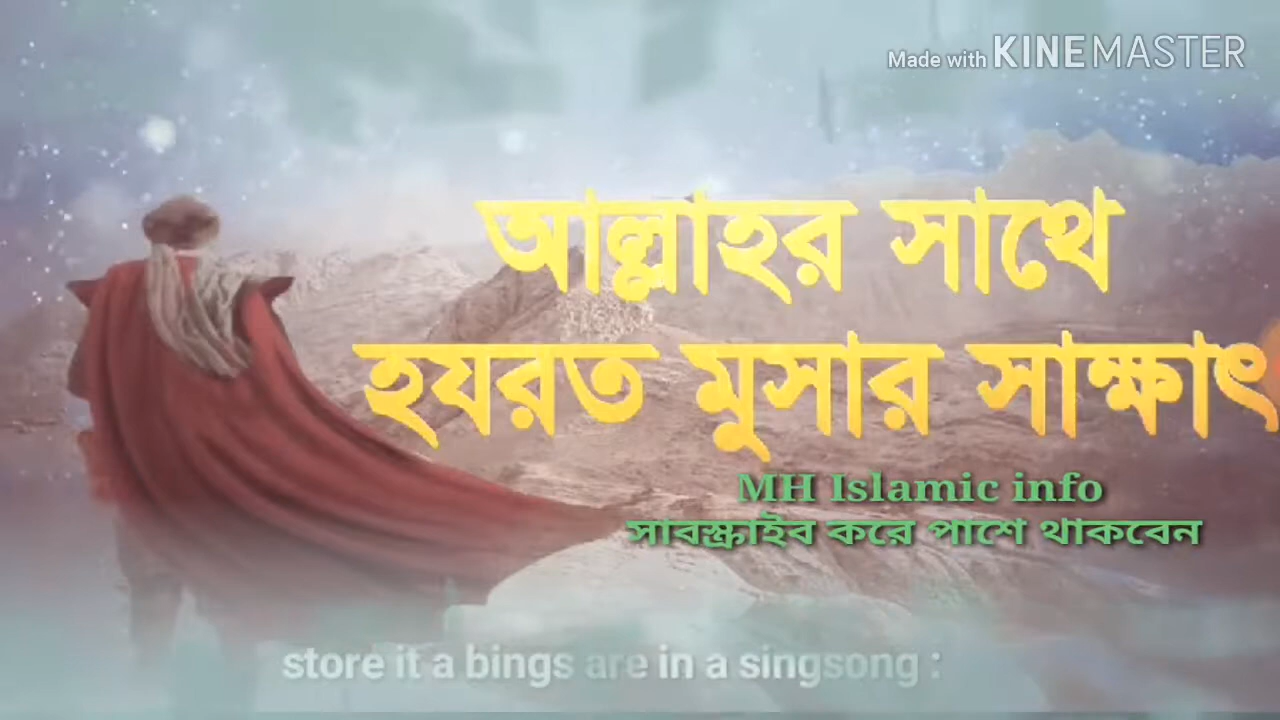 Made with KINEMASTER
আল্লাহর সাথে
হযরত মুসার সাক্ষাৎ
MH Islamic info
সাবস্ক্রাইব করে পাশে থাকবেন
store it a bings are in a singsong :